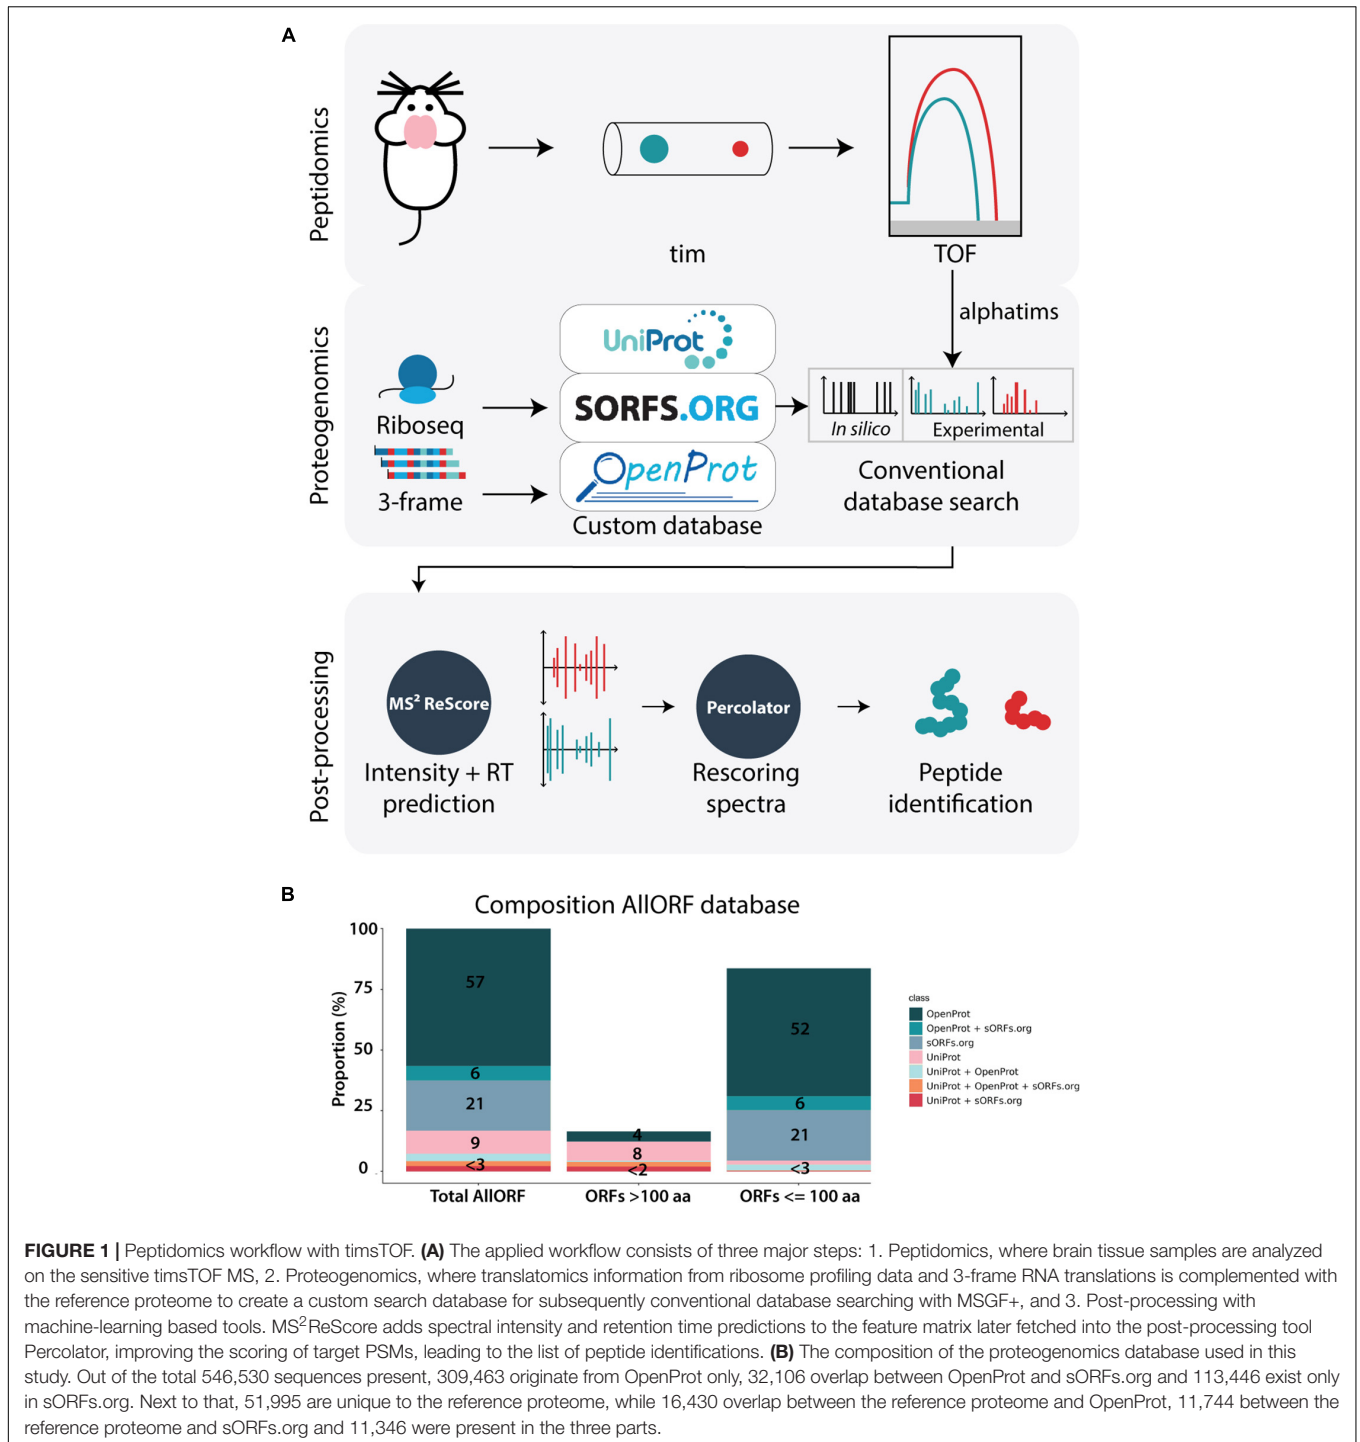 A
Peptidomics
tim
TOF
alphatims
Proteogenomics
Riboseq
3-frame
UniProt
SORFS.ORG
OpenProt
Custom database
In silico
Experimental
Conventional
database search
Post-processing
MS² ReScore
Intensity + RT
prediction
Percolator
Rescoring
spectra
Peptide
identification
B
Composition AllORF database
Proportion (%)
100
75
50
25
0
57
6
21
9
<3
4
8
<2
52
6
21
<3
Total AllORF
ORFs >100 aa
ORFs <= 100 aa
class
OpenProt
OpenProt + sORFs.org
sORFs.org
UniProt
UniProt + OpenProt
UniProt + OpenProt + sORFs.org
UniProt + sORFs.org
FIGURE 1 | Peptidomics workflow with timsTOF. (A) The applied workflow consists of three major steps: 1. Peptidomics, where brain tissue samples are analyzed
on the sensitive timsTOF MS, 2. Proteogenomics, where translatomics information from ribosome profiling data and 3-frame RNA translations is complemented with
the reference proteome to create a custom search database for subsequently conventional database searching with MSGF+, and 3. Post-processing with
machine-learning based tools. MS²ReScore adds spectral intensity and retention time predictions to the feature matrix later fetched into the post-processing tool
Percolator, improving the scoring of target PSMs, leading to the list of peptide identifications. (B) The composition of the proteogenomics database used in this
study. Out of the total 546,530 sequences present, 309,463 originate from OpenProt only, 32,106 overlap between OpenProt and sORFs.org and 113,446 exist only
in sORFs.org. Next to that, 51,995 are unique to the reference proteome, while 16,430 overlap between the reference proteome and OpenProt, 11,744 between the
reference proteome and sORFs.org and 11,346 were present in the three parts.